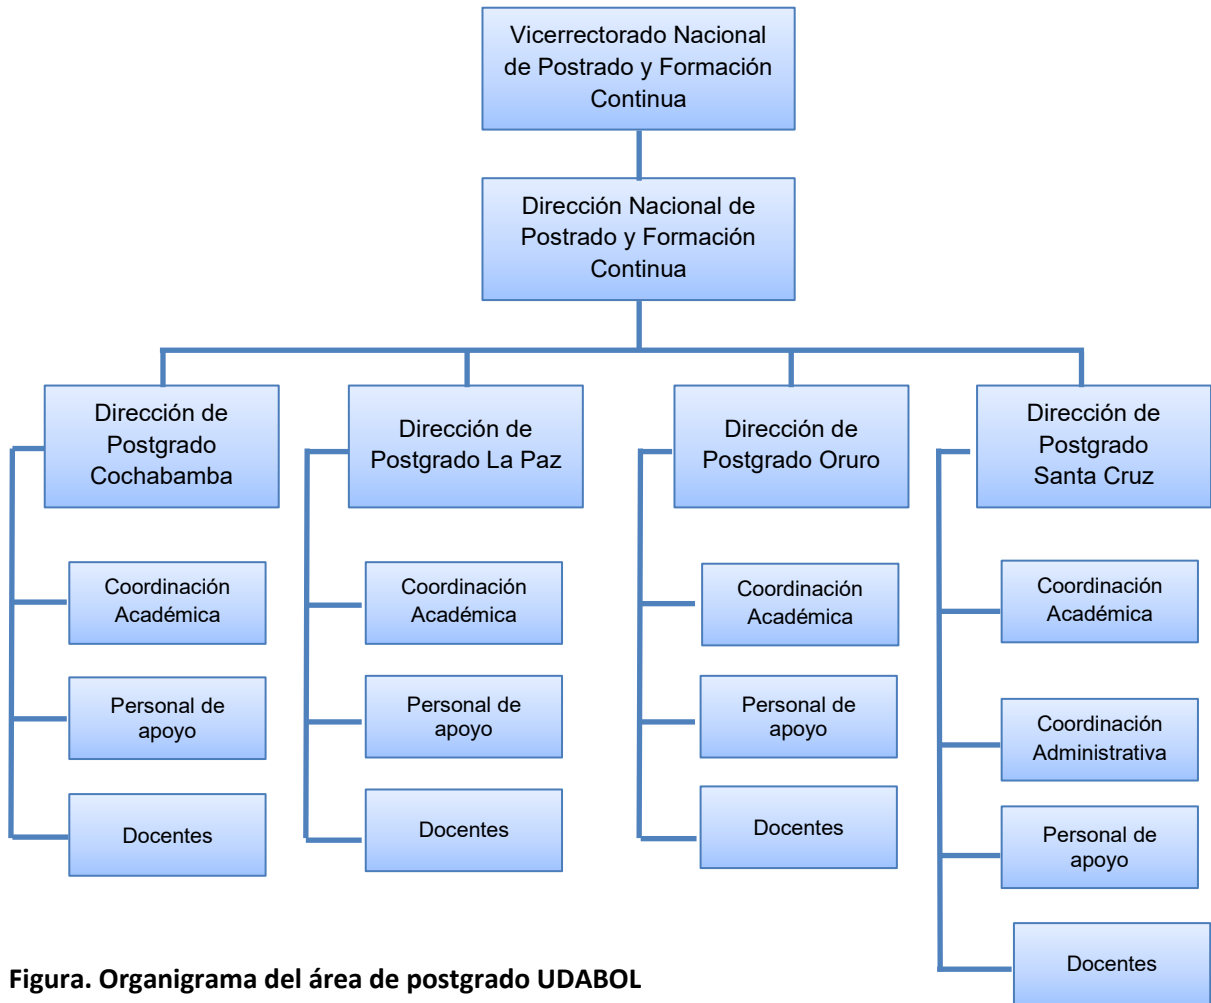 Vicerrectorado Nacional
de Postrado y Formación
Continua
Dirección Nacional de
Postrado y Formación
Continua
Dirección de
Postgrado
Cochabamba
Dirección de
Postgrado La Paz
Dirección de
Postgrado Oruro
Dirección de
Postgrado
Santa Cruz
Coordinación
Académica
Coordinación
Académica
Coordinación
Académica
Coordinación
Académica
Personal de
apoyo
Personal de
apoyo
Personal de
apoyo
Coordinación
Administrativa
Docentes
Docentes
Docentes
Personal de
apoyo
Docentes
Figura. Organigrama del área de postgrado UDABOL